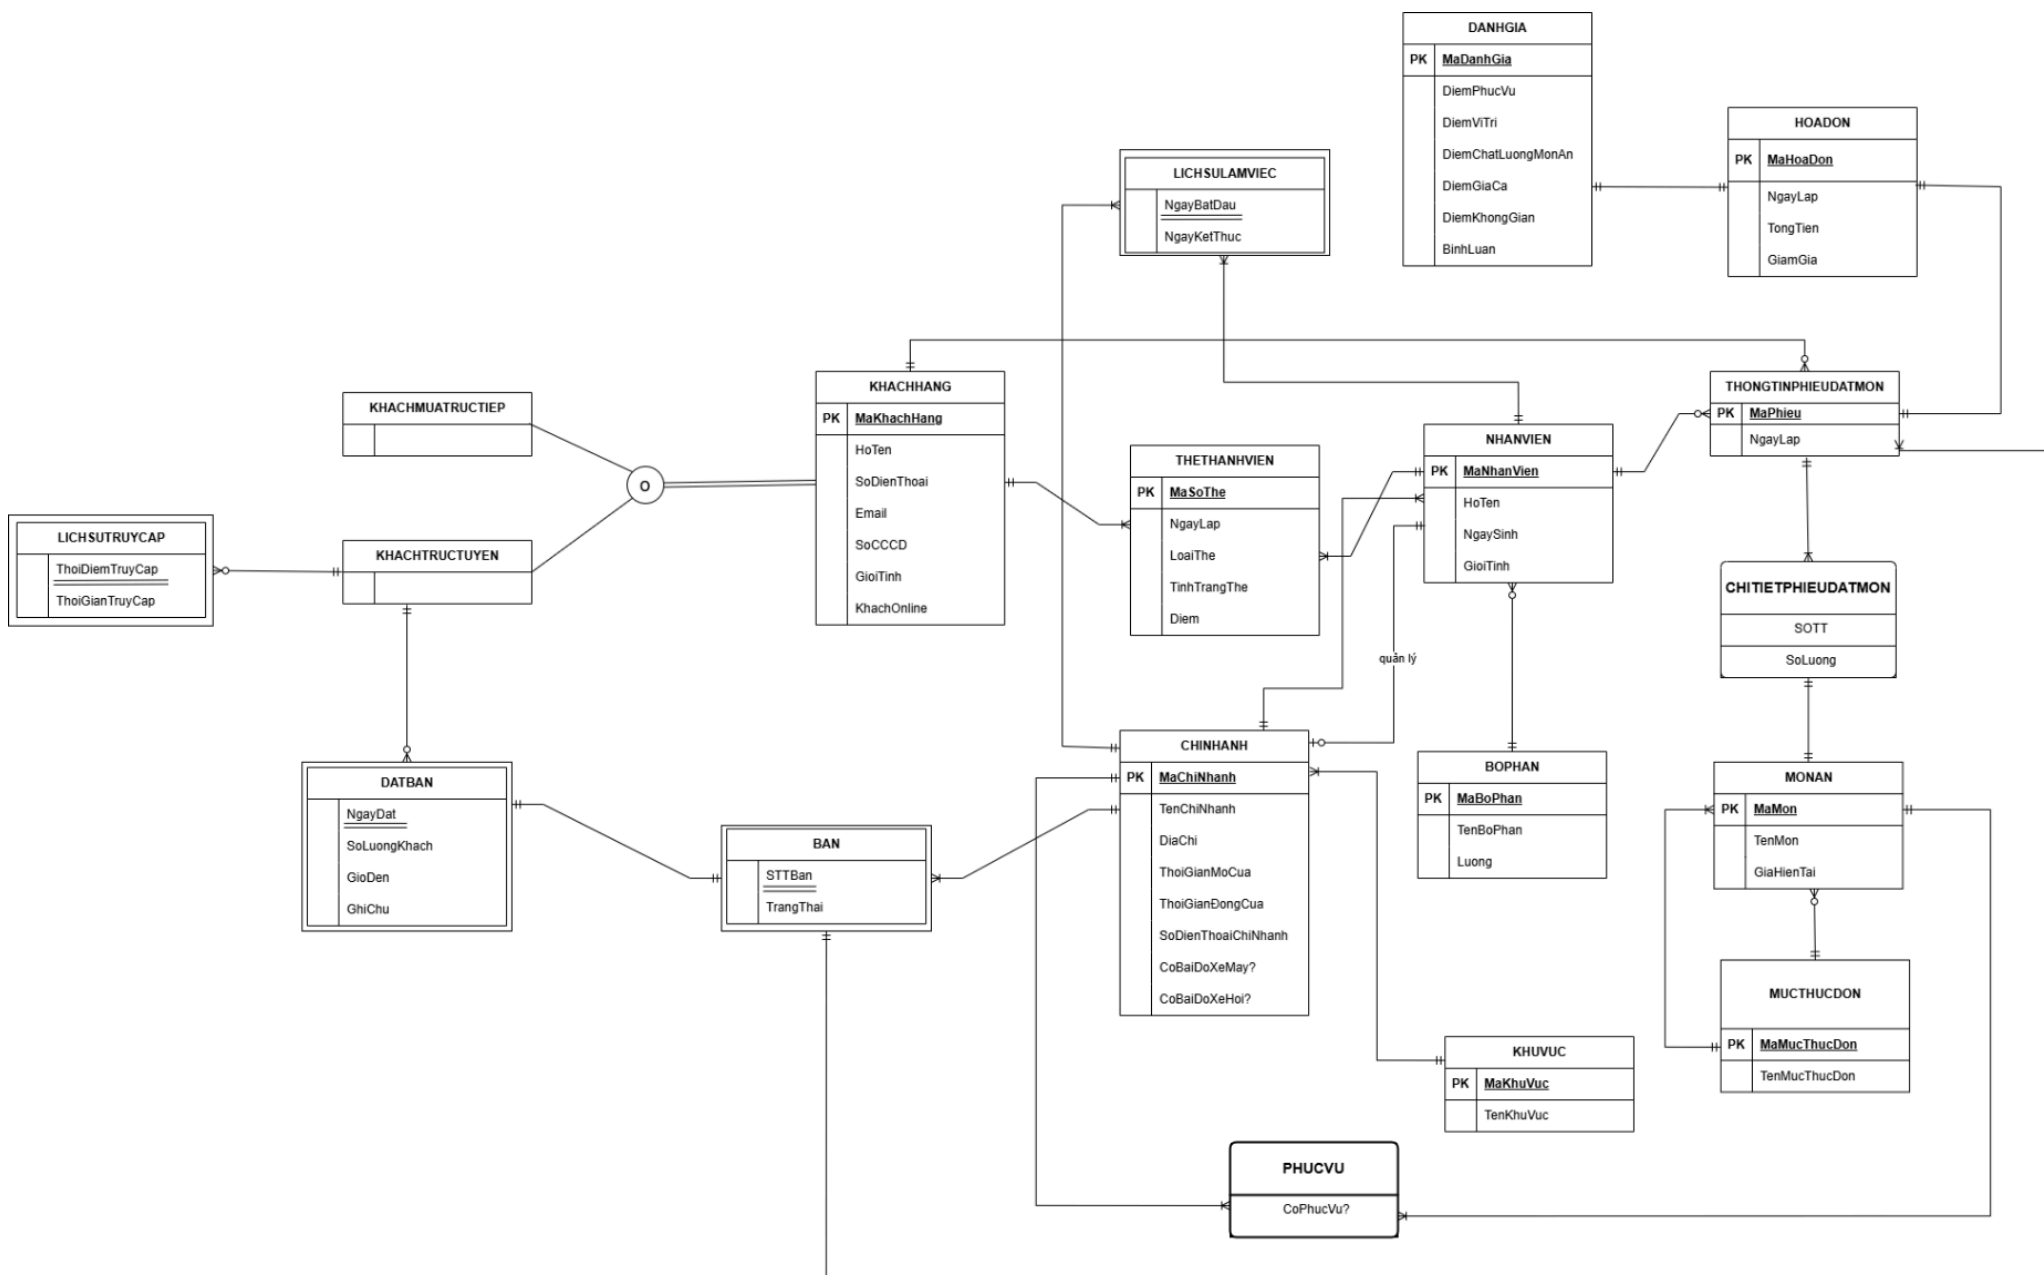 DANHGIA
PK MaDanhGia
DiemPhucVu
DiemViTri
DiemChatLuongMonAn
DiemGiaCa
DiemKhongGian
BinhLuan
HOADON
PK MaHoaDon
NgayLap
TongTien
GiamGia
LICHSULAMVIEC
NgayBatDau
NgayKetThuc
KHACHMUATRUCTIEP
KHACHHANG
PK MaKhachHang
HoTen
SoDienThoai
Email
SoCCCD
GioiTinh
KhachOnline
O
THONGTINPHIEUDATMON
PK MaPhieu
NgayLap
NHANVIEN
PK MaNhanVien
HoTen
NgaySinh
GioiTinh
THETHANHVIEN
PK MaSoThe
NgayLap
LoaiThe
TinhTrangThe
Diem
LICHSUTRUYCAP
ThoiDiemTruyCap
ThoiGianTruyCap
KHACHTRUCTUYEN
CHITIETPHIEUDATMON
SOTT
SoLuong
quản lý
DATBAN
NgayDat
SoLuongKhach
GioDen
GhiChu
BAN
STTBan
TrangThai
CHINHANH
PK MaChiNhanh
TenChiNhanh
DiaChi
ThoiGianMoCua
ThoiGianĐongCua
SoDienThoaiChiNhanh
CoBaiDoXeMay?
CoBaiDoXeHoi?
BOPHAN
PK MaBoPhan
TenBoPhan
Luong
MONAN
PK MaMon
TenMon
GiaHienTai
MUCTHUCDON
PK MaMucThucDon
TenMucThucDon
KHUVUC
PK MaKhuVuc
TenKhuVuc
PHUCVU
CoPhucVu?